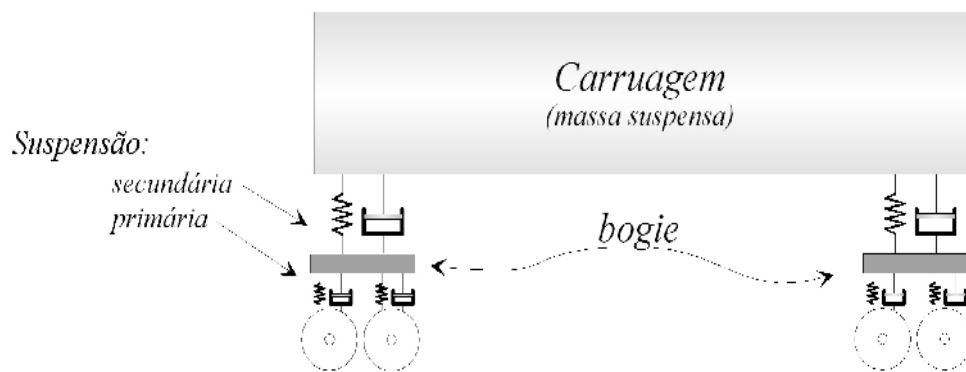 Carruagem
(massa suspensa)
Suspensão:
secundária
primária
bogie